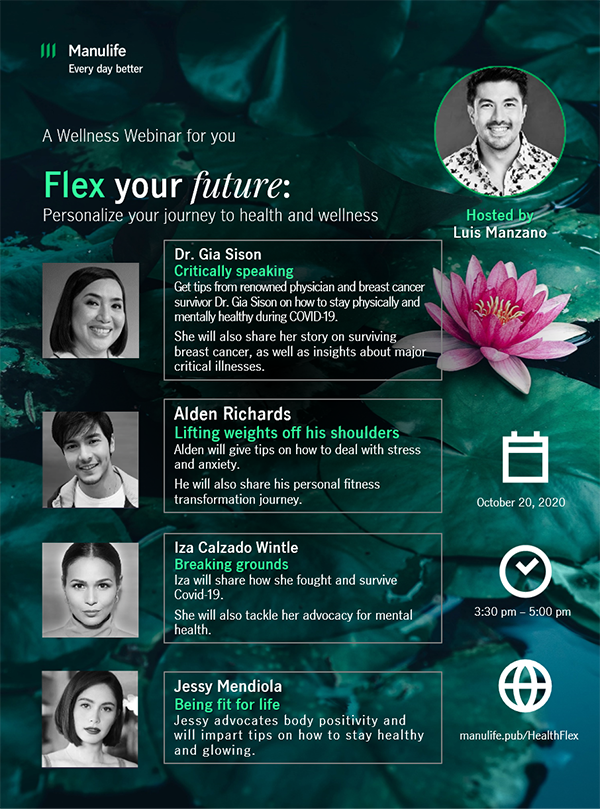 Manulife
Every day better
A Wellness Webinar for you
Flex your future:
Personalize your journey to health and wellness
Hosted by
Luis Manzano
Dr. Gia Sison
Critically speaking
Get tips from renowned physician and breast cancer
survivor Dr. Gia Sison on how to stay physically and
mentally healthy during COVID-19.
She will also share her story on surviving
breast cancer, as well as insights about major
critical illnesses.
Alden Richards
Lifting weights off his shoulders
Alden will give tips on how to deal with stress
and anxiety.
He will also share his personal fitness
transformation journey.
October 20, 2020
Iza Calzado Wintle
Breaking grounds
Iza will share how she fought and survive
Covid-19.
She will also tackle her advocacy for mental
health.
3:30 pm – 5:00 pm
Jessy Mendiola
Being fit for life
Jessy advocates body positivity and
will impart tips on how to stay healthy
and glowing.
manulife.pub/HealthFlex